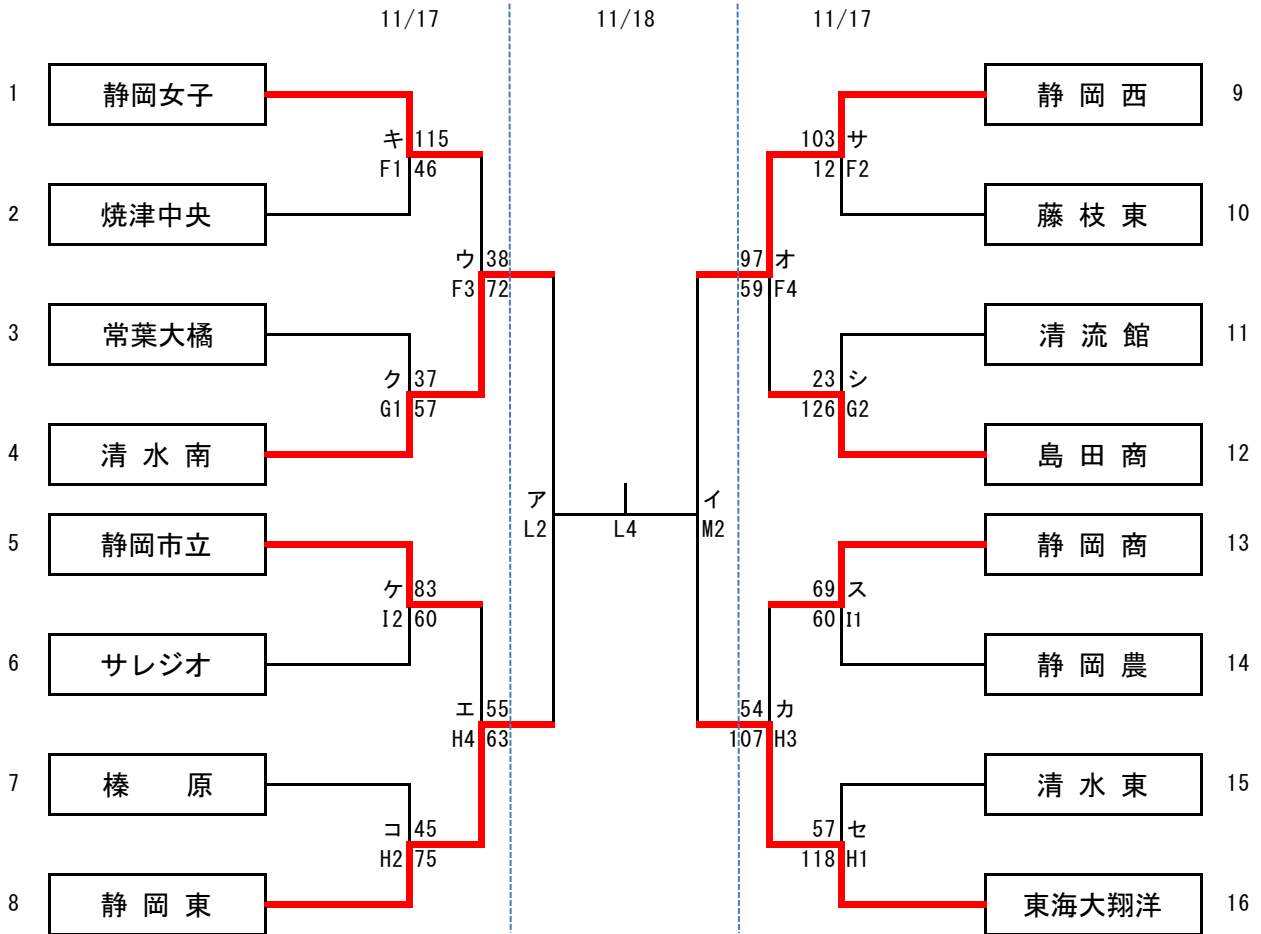 11/17 11/18 11/17
1 静岡女子 静岡西 9
キ 115 103 サ
F1 46 12 F2
2 焼津中央 藤枝東 10
ウ 38 97 オ
F3 72 59 F4
3 常葉大橘 清流館 11
ク 37 23 シ
G1 57 126 G2
4 清水南 島田商 12
ア イ
L2 L4 M2
5 静岡市立 静岡商 13
ケ 83 69 ス
I2 60 60 I1
6 サレジオ 静岡農 14
エ 55 54 カ
H4 63 107 H3
7 榛原 清水東 15
コ 45 57 セ
H2 75 118 H1
8 静岡東 東海大翔洋 16